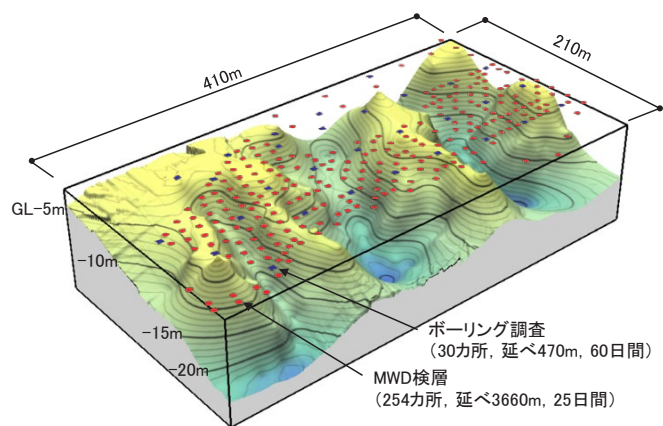 410m
210m
GL-5m
-10m
-15m
-20m
ボーリング調査
（30カ所，延べ470m，60日間）
MWD検層
（254カ所，延べ3660m，25日間）